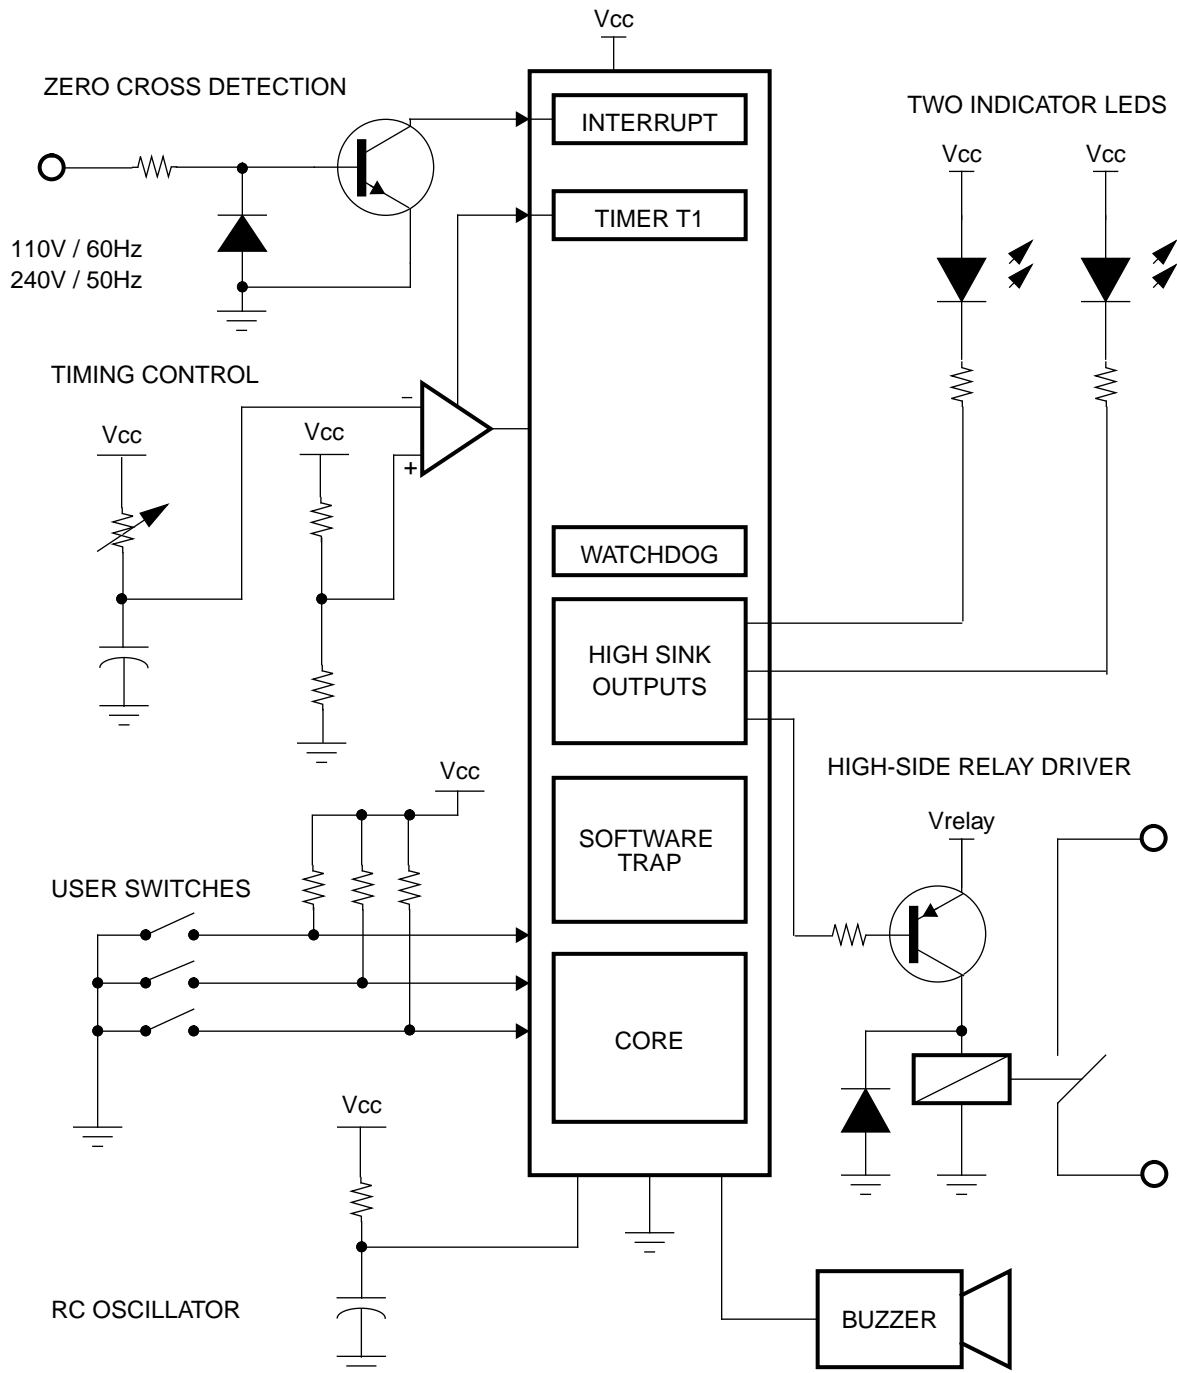 Vcc
ZERO CROSS DETECTION
TWO INDICATOR LEDS
INTERRUPT
Vcc
Vcc
TIMER T1
110V / 60Hz
240V / 50Hz
TIMING CONTROL
−
Vcc
Vcc
+
WATCHDOG
HIGH SINK
OUTPUTS
HIGH-SIDE RELAY DRIVER
Vcc
Vrelay
SOFTWARE
TRAP
USER SWITCHES
CORE
Vcc
RC OSCILLATOR
BUZZER